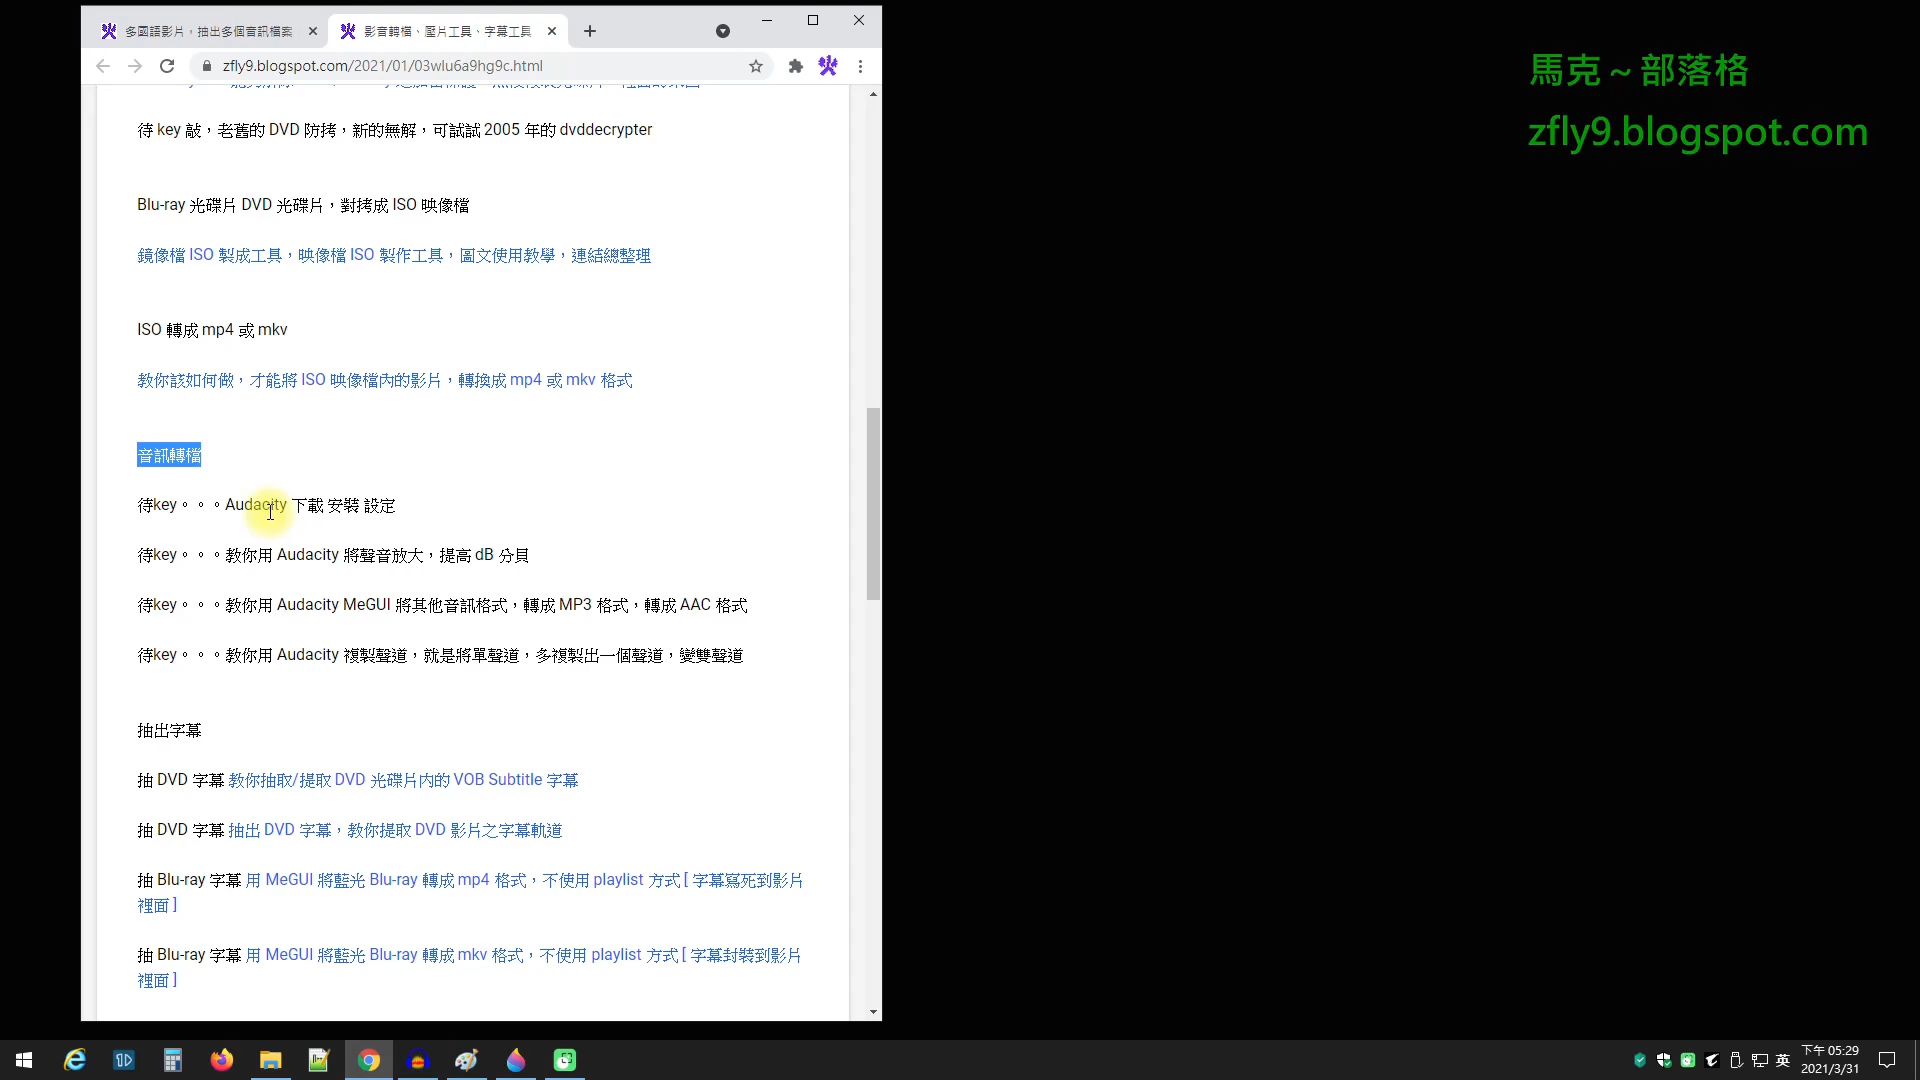 多國語影片，抽出多個音訊檔案
影音轉檔、壓片工具、字幕工具
zfly9.blogspot.com/2021/01/03wlu6a9hg9c.html
馬克～部落格
zfly9.blogspot.com
待 key 敲，老舊的 DVD 防拷，新的無解，可試試 2005 年的 dvddecrypter
Blu-ray 光碟片 DVD 光碟片，對拷成 ISO 映像檔
鏡像檔 ISO 製成工具，映像檔 ISO 製作工具，圖文使用教學，連結總整理
ISO 轉成 mp4 或 mkv
教你該如何做，才能將 ISO 映像檔內的影片，轉換成 mp4 或 mkv 格式
音訊轉檔
待key。。。Audacity 下載 安裝 設定
待key。。。教你用 Audacity 將聲音放大，提高 dB 分貝
待key。。。教你用 Audacity MeGUI 將其他音訊格式，轉成 MP3 格式，轉成 AAC 格式
待key。。。教你用 Audacity 複製聲道，就是將單聲道，多複製出一個聲道，變雙聲道
抽出字幕
抽 DVD 字幕 教你抽取/提取 DVD 光碟片内的 VOB Subtitle 字幕
抽 DVD 字幕 抽出 DVD 字幕，教你提取 DVD 影片之字幕軌道
抽 Blu-ray 字幕 用 MeGUI 將藍光 Blu-ray 轉成 mp4 格式，不使用 playlist 方式 [ 字幕寫死到影片
裡面 ]
抽 Blu-ray 字幕 用 MeGUI 將藍光 Blu-ray 轉成 mkv 格式，不使用 playlist 方式 [ 字幕封裝到影片
裡面 ]
英
下午 05:29
2021/3/31